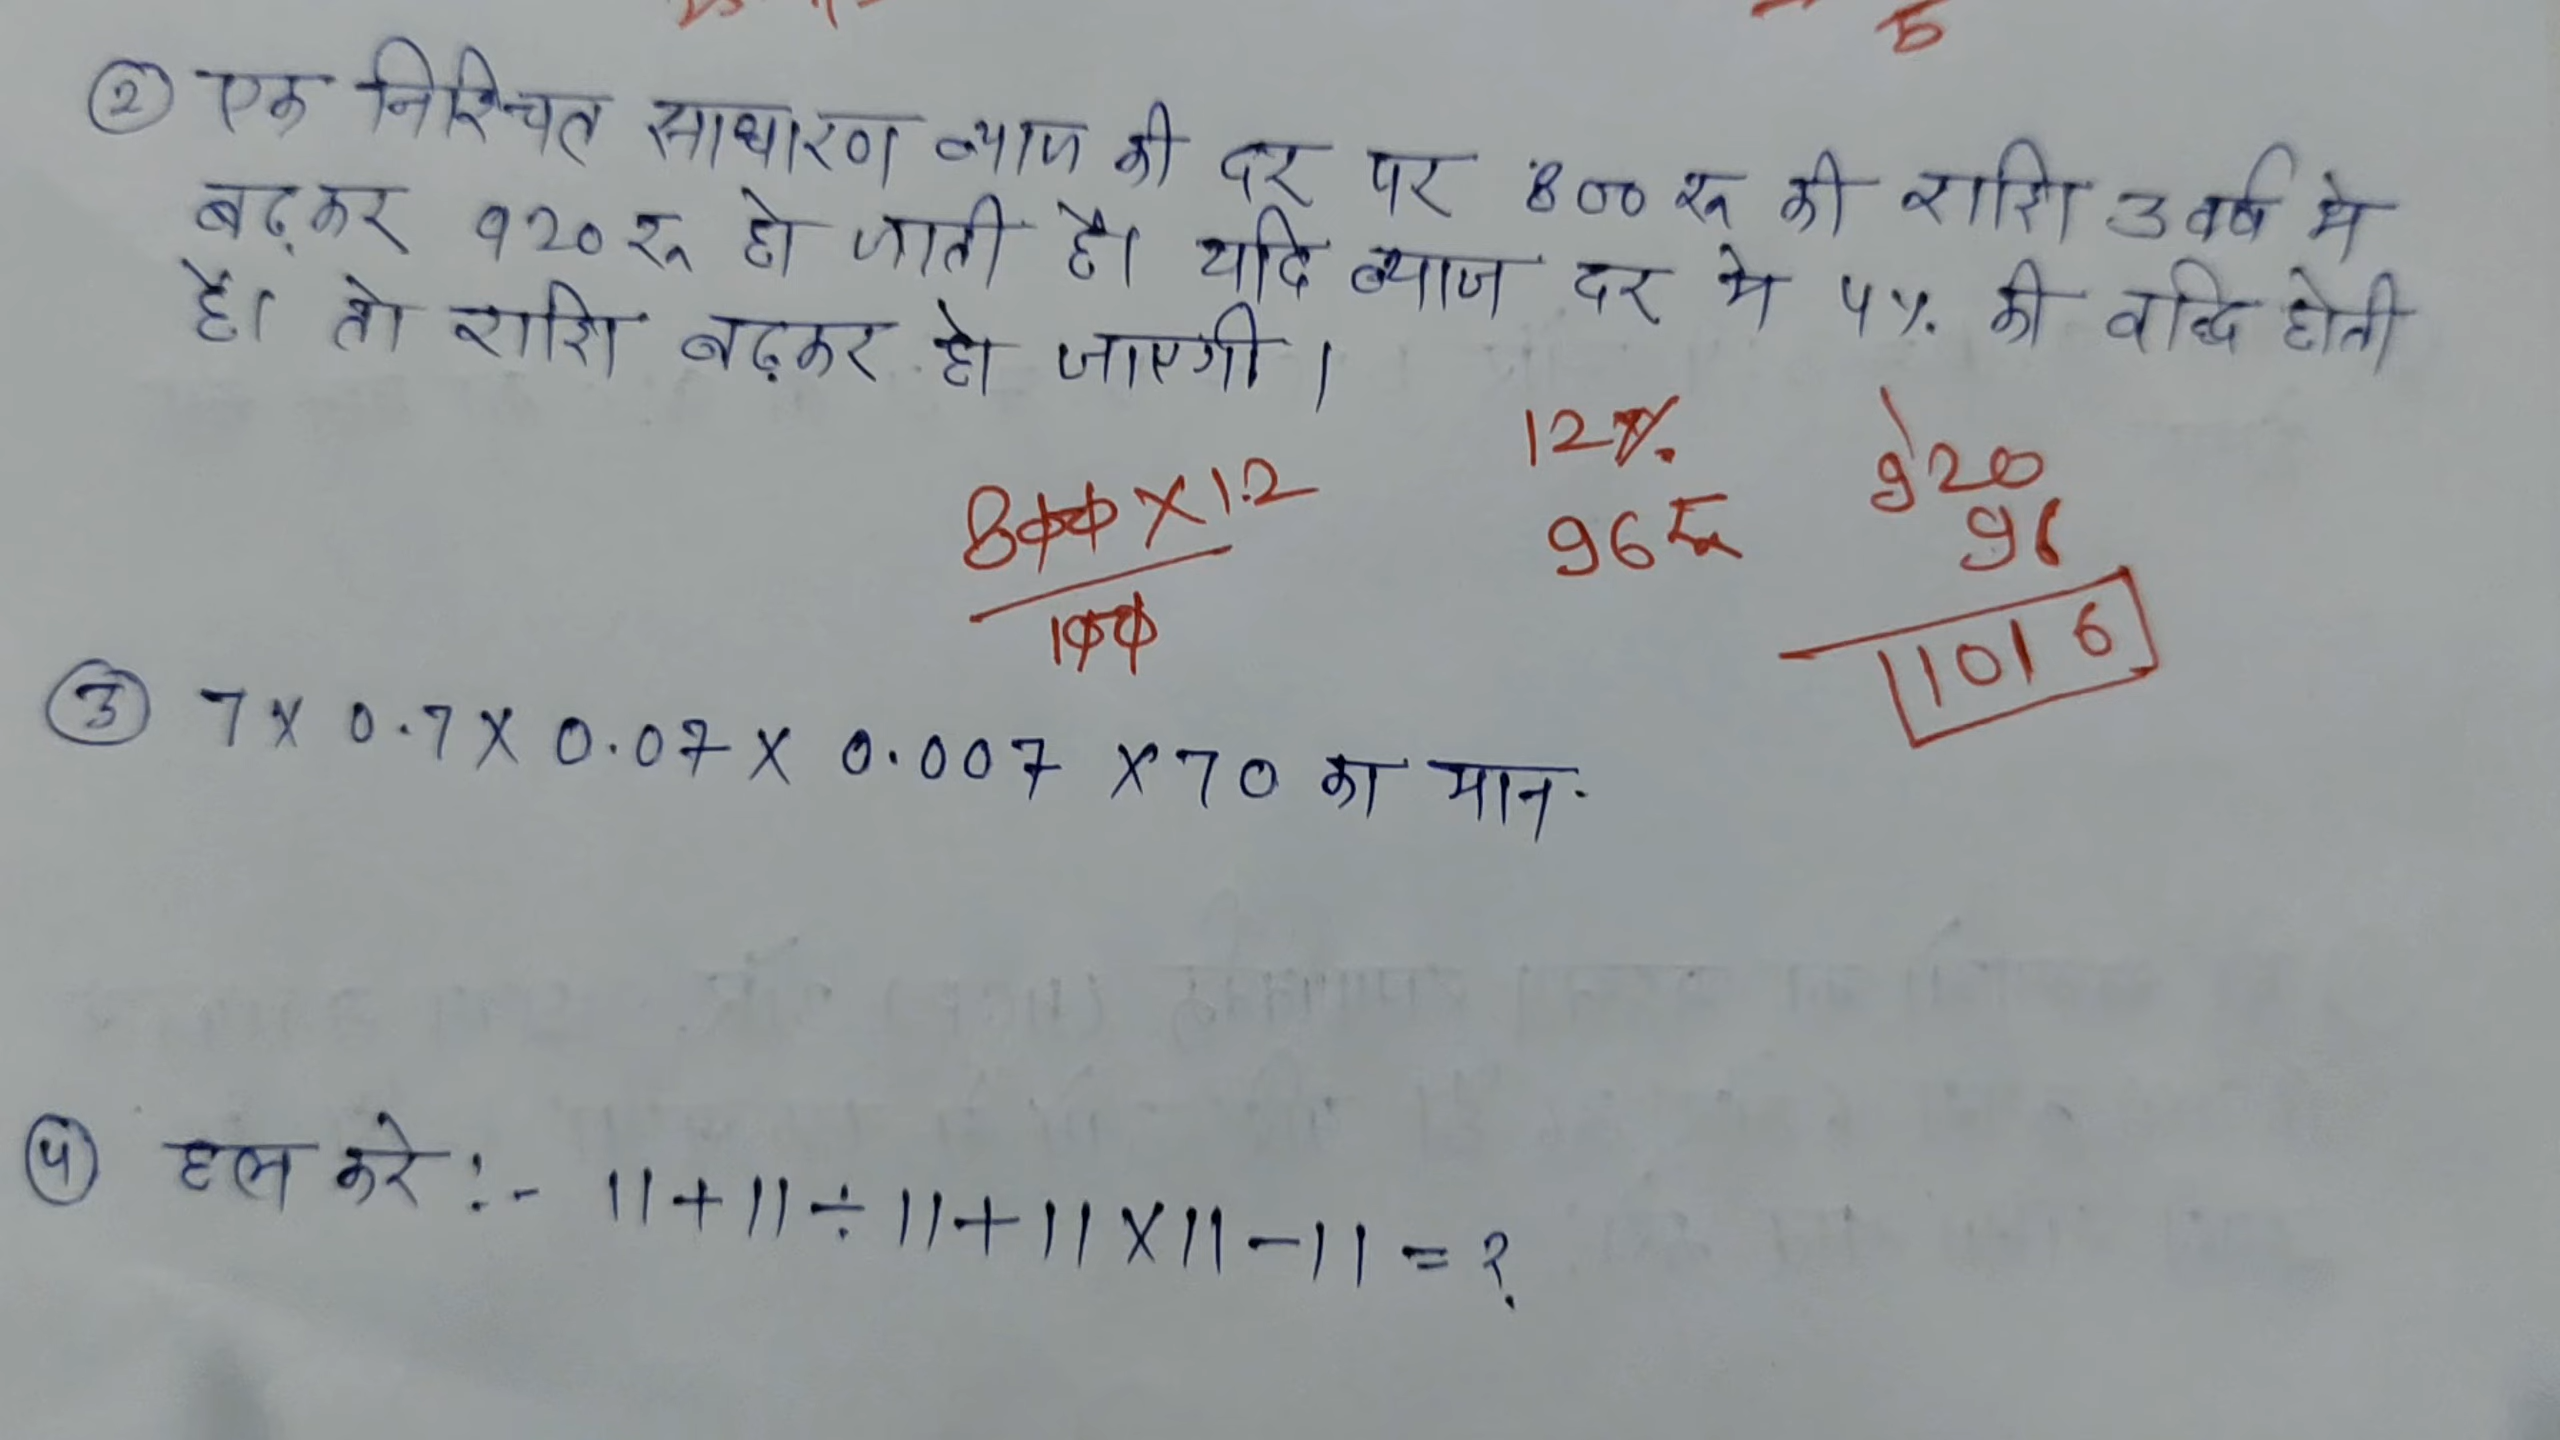 ② एक निश्चित साधारण ब्याज की दर पर 800 रू की राशि 3 वर्ष मे
बढ़कर 920 रू हो जाती है। यदि ब्याज दर मे 4%. की वद्धि होती
है। तो राशि बढ़कर हो जाएगी।
12%.
96 रू
920
96
1016
800 × 12
100
③ 7 × 0.7 × 0.07 × 0.007 × 70 का मान
④ हल करे :- 11 + 11 ÷ 11 + 11 × 11 - 11 = ?